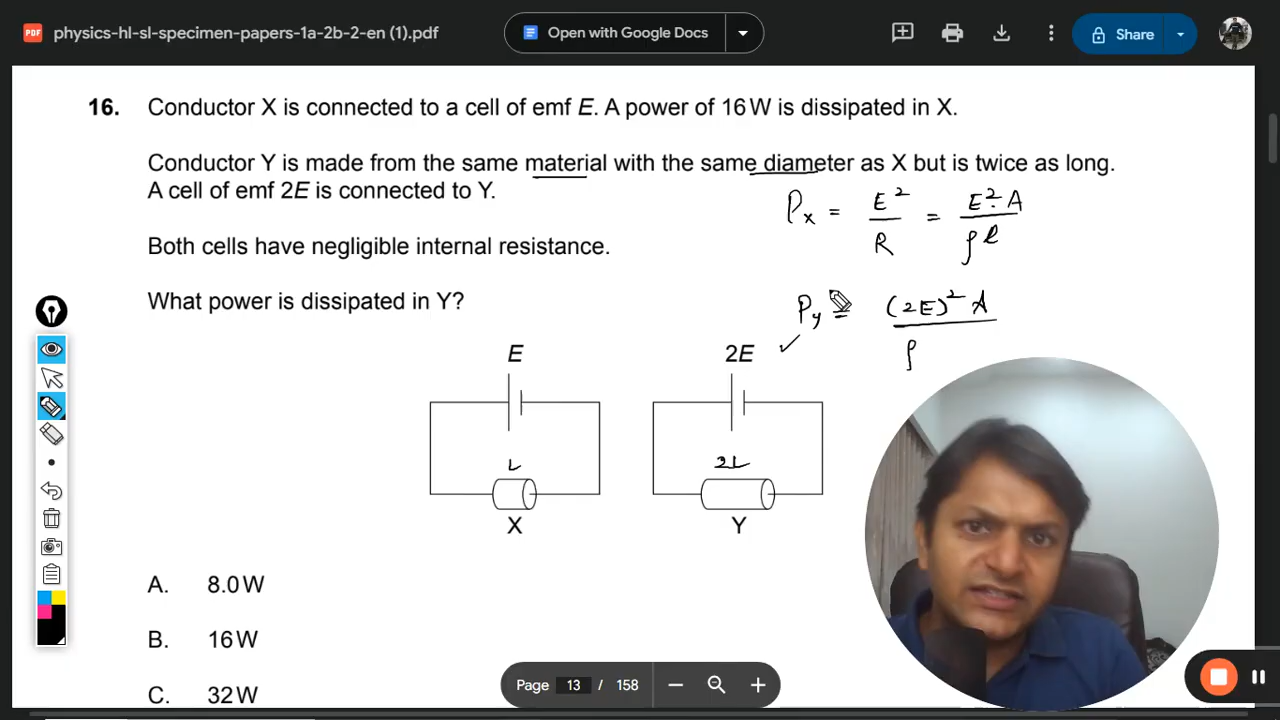 physics-hl-sl-specimen-papers-1a-2b-2-en (1).pdf
Open with Google Docs
Share
16. Conductor X is connected to a cell of emf E. A power of 16 W is dissipated in X.
Conductor Y is made from the same material with the same diameter as X but is twice as long.
A cell of emf 2E is connected to Y.
Px = E² / R = E². A / ρ l
Both cells have negligible internal resistance.
What power is dissipated in Y?
Py = (2E)² A / ρ
E
2E ✓
L
2L
X
Y
A. 8.0 W
B. 16 W
C. 32 W
Page 13 / 158
PDF